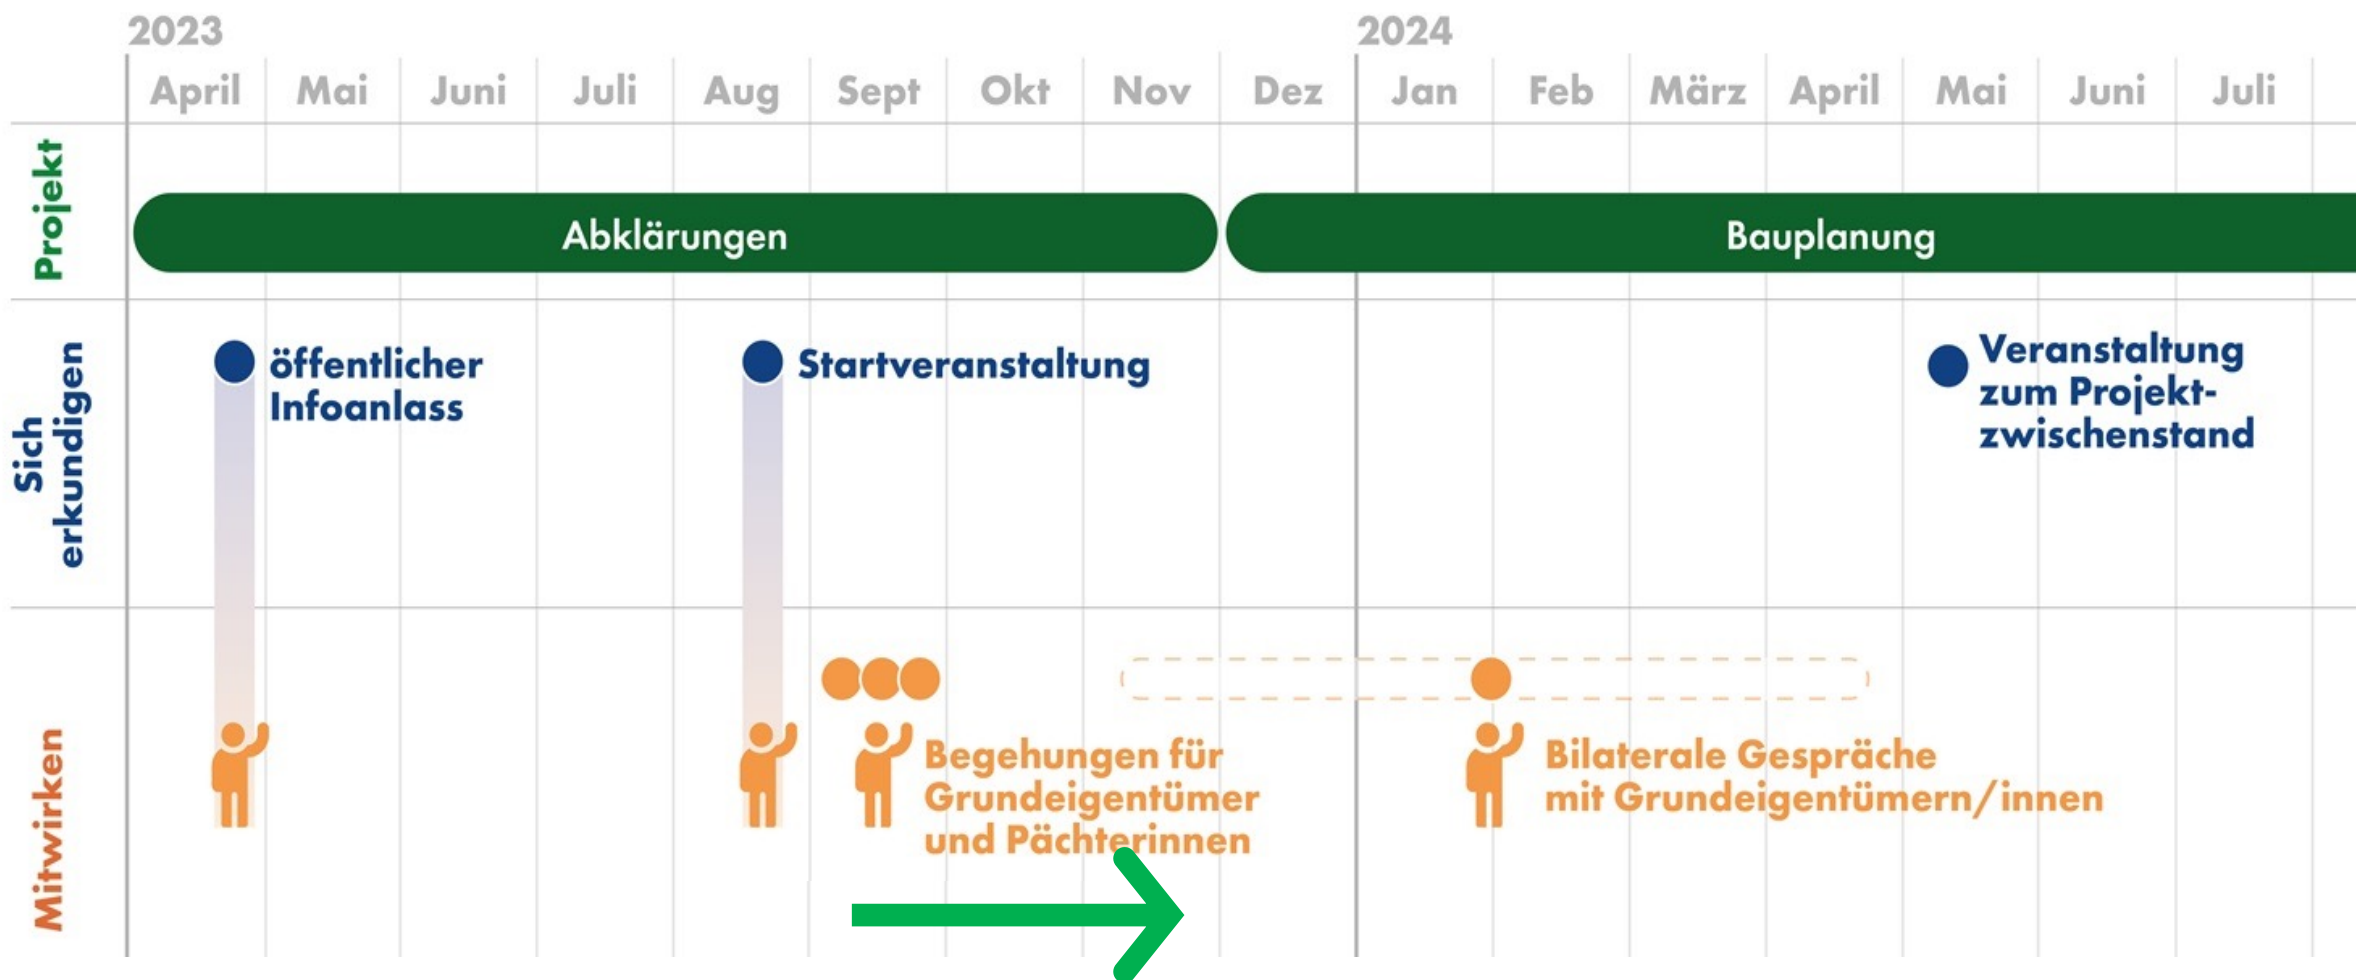 2023
2024
April
Mai
Juni
Juli
Aug
Sept
Okt
Nov
Dez
Jan
Feb
März
April
Mai
Juni
Juli
Projekt
Abklärungen
Bauplanung
Sich
erkundigen
öffentlicher
Infoanlass
Startveranstaltung
Veranstaltung
zum Projekt-
zwischenstand
Mitwirken
Begehungen für
Grundeigentümer
und Pächterinnen
Bilaterale Gespräche
mit Grundeigentümern/innen